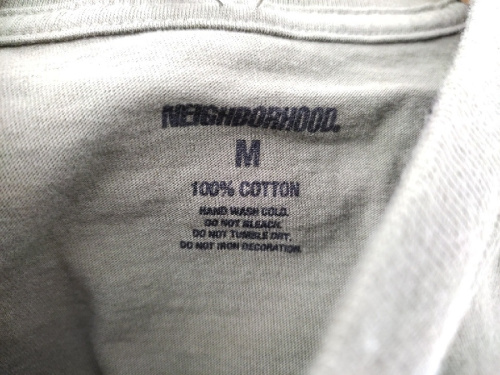 NEIGHBORHOOD.
M
100% COTTON
HAND WASH COLD.
DO NOT BLEACH.
DO NOT TUMBLE DRY.
DO NOT IRON DECORATION.